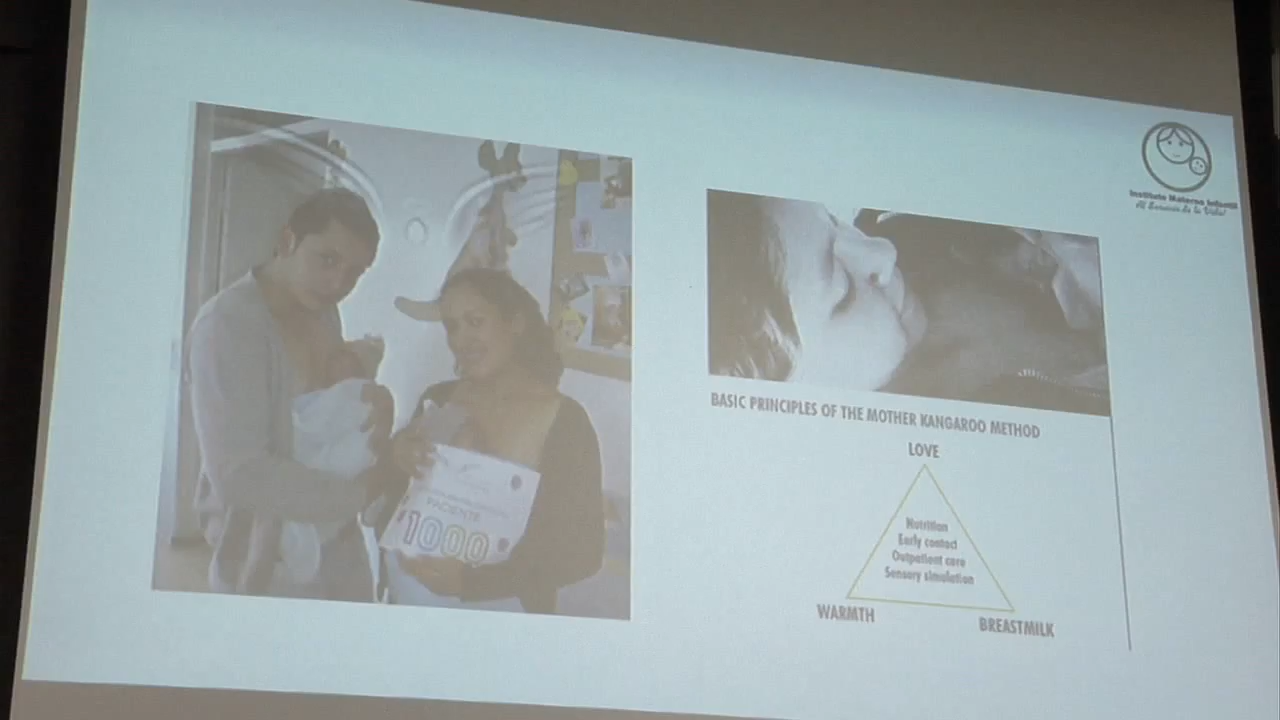 PACIENTE
#1000
Instituto Materno Infantil
Al Servicio de la Vida!
BASIC PRINCIPLES OF THE MOTHER KANGAROO METHOD
LOVE
Nutrition
Early contact
Outpatient care
Sensory simulation
WARMTH
BREASTMILK